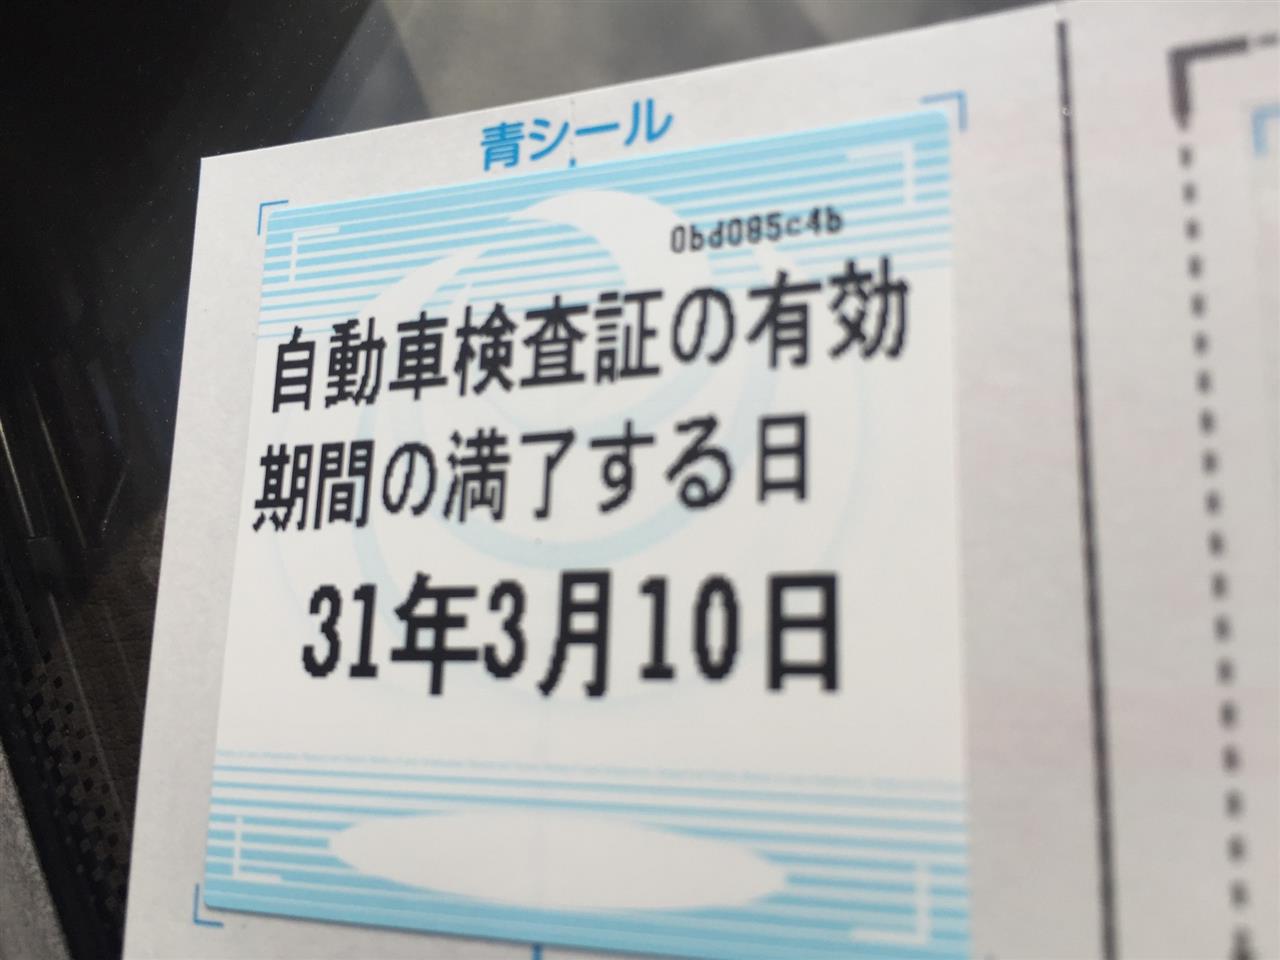 青シール
0bd085c4b
自動車検査証の有効
期間の満了する日
31年3月10日